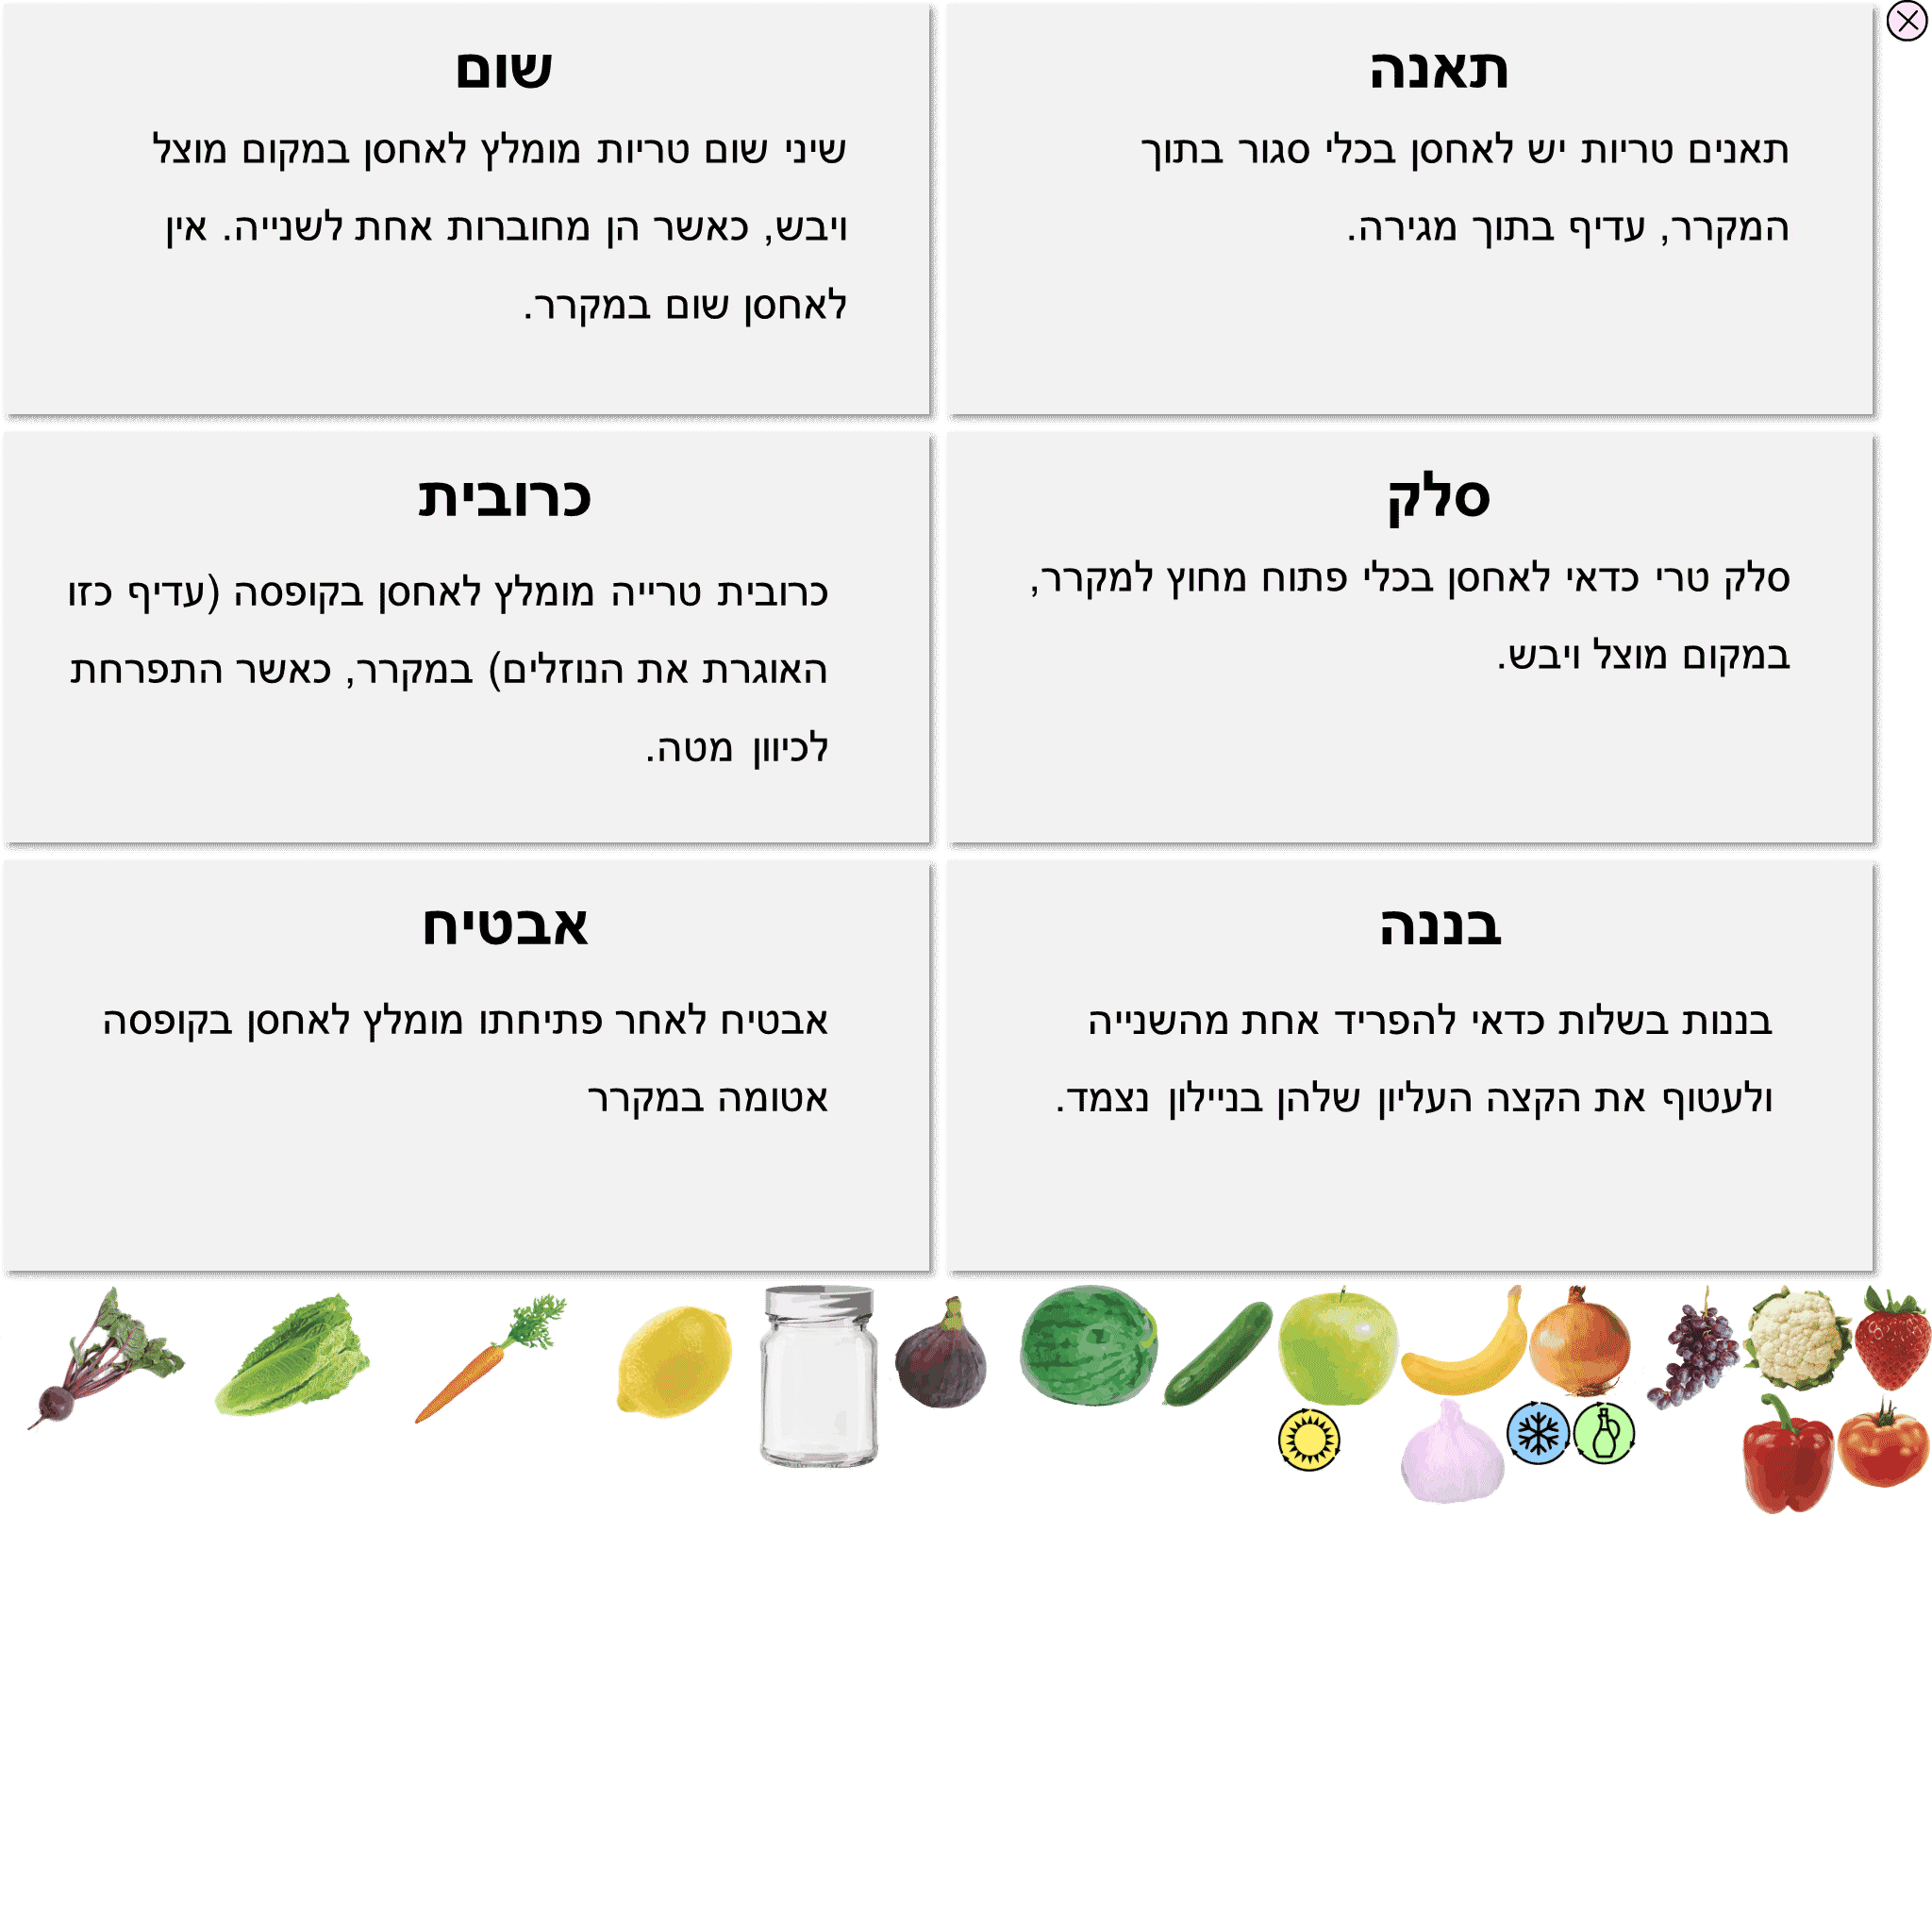 תאנה
תאנים טריות יש לאחסן בכלי סגור בתוך
המקרר, עדיף בתוך מגירה.
שום
שיני שום טריות מומלץ לאחסן במקום מוצל
ויבש, כאשר הן מחוברות אחת לשנייה. אין
לאחסן שום במקרר.
סלק
סלק טרי כדאי לאחסן בכלי פתוח מחוץ למקרר,
במקום מוצל ויבש.
כרובית
כרובית טרייה מומלץ לאחסן בקופסה (עדיף כזו
האוגרת את הנוזלים) במקרר, כאשר התפרחת
לכיוון מטה.
בננה
בננות בשלות כדאי להפריד אחת מהשנייה
ולעטוף את הקצה העליון שלהן בניילון נצמד.
אבטיח
אבטיח לאחר פתיחתו מומלץ לאחסן בקופסה
אטומה במקרר